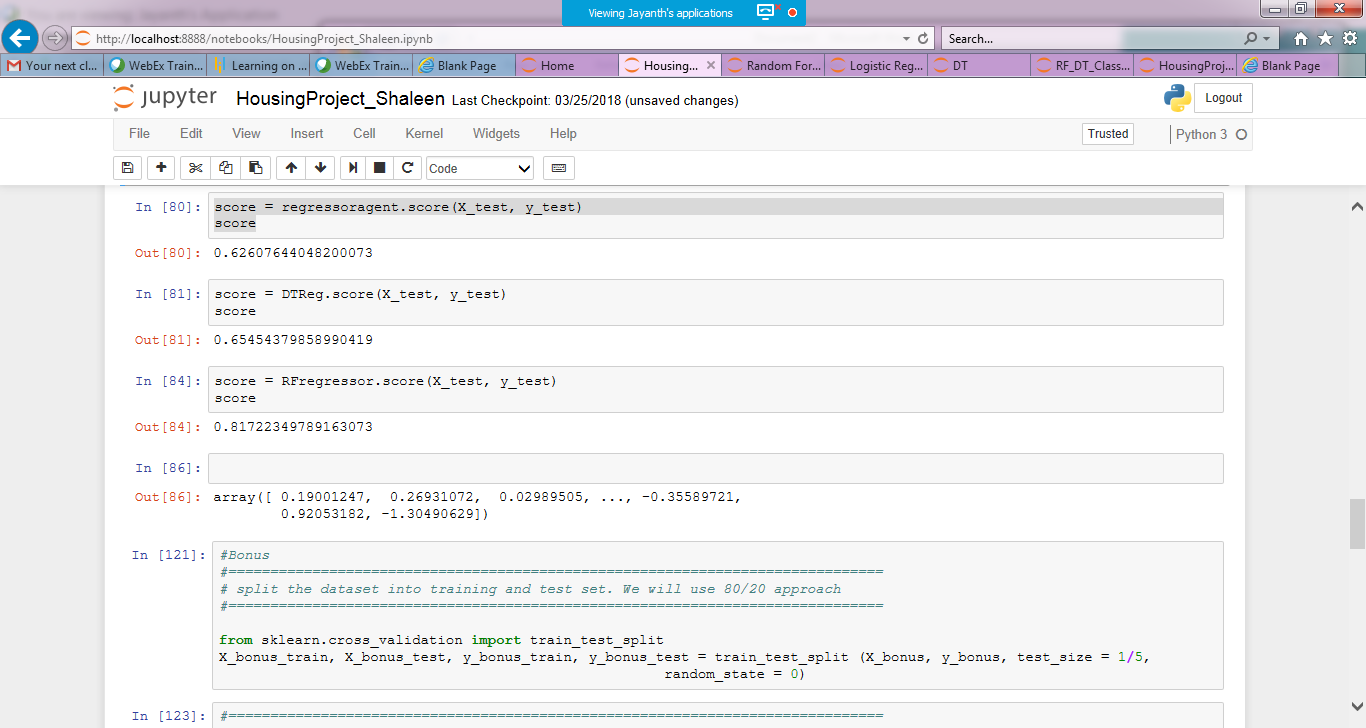 Viewing Jayanth's applications
http://localhost:8888/notebooks/HousingProject_Shaleen.ipynb
Search...
Your next cl... WebEx Train... Learning on ... WebEx Train... Blank Page Home Housing... Random For... Logistic Reg... DT RF_DT_Class... HousingProj... Blank Page
jupyter HousingProject_Shaleen Last Checkpoint: 03/25/2018 (unsaved changes) Logout
File Edit View Insert Cell Kernel Widgets Help Trusted Python 3
Code
In [80]: score = regressoragent.score(X_test, y_test)
score
Out[80]: 0.62607644048200073
In [81]: score = DTReg.score(X_test, y_test)
score
Out[81]: 0.65454379858990419
In [84]: score = RFregressor.score(X_test, y_test)
score
Out[84]: 0.81722349789163073
In [86]:
Out[86]: array([ 0.19001247, 0.26931072, 0.02989505, ..., -0.35589721,
0.92053182, -1.30490629])
In [121]: #Bonus
#==============================================================================
# split the dataset into training and test set. We will use 80/20 approach
#==============================================================================
from sklearn.cross_validation import train_test_split
X_bonus_train, X_bonus_test, y_bonus_train, y_bonus_test = train_test_split (X_bonus, y_bonus, test_size = 1/5,
random_state = 0)
In [123]: #==============================================================================